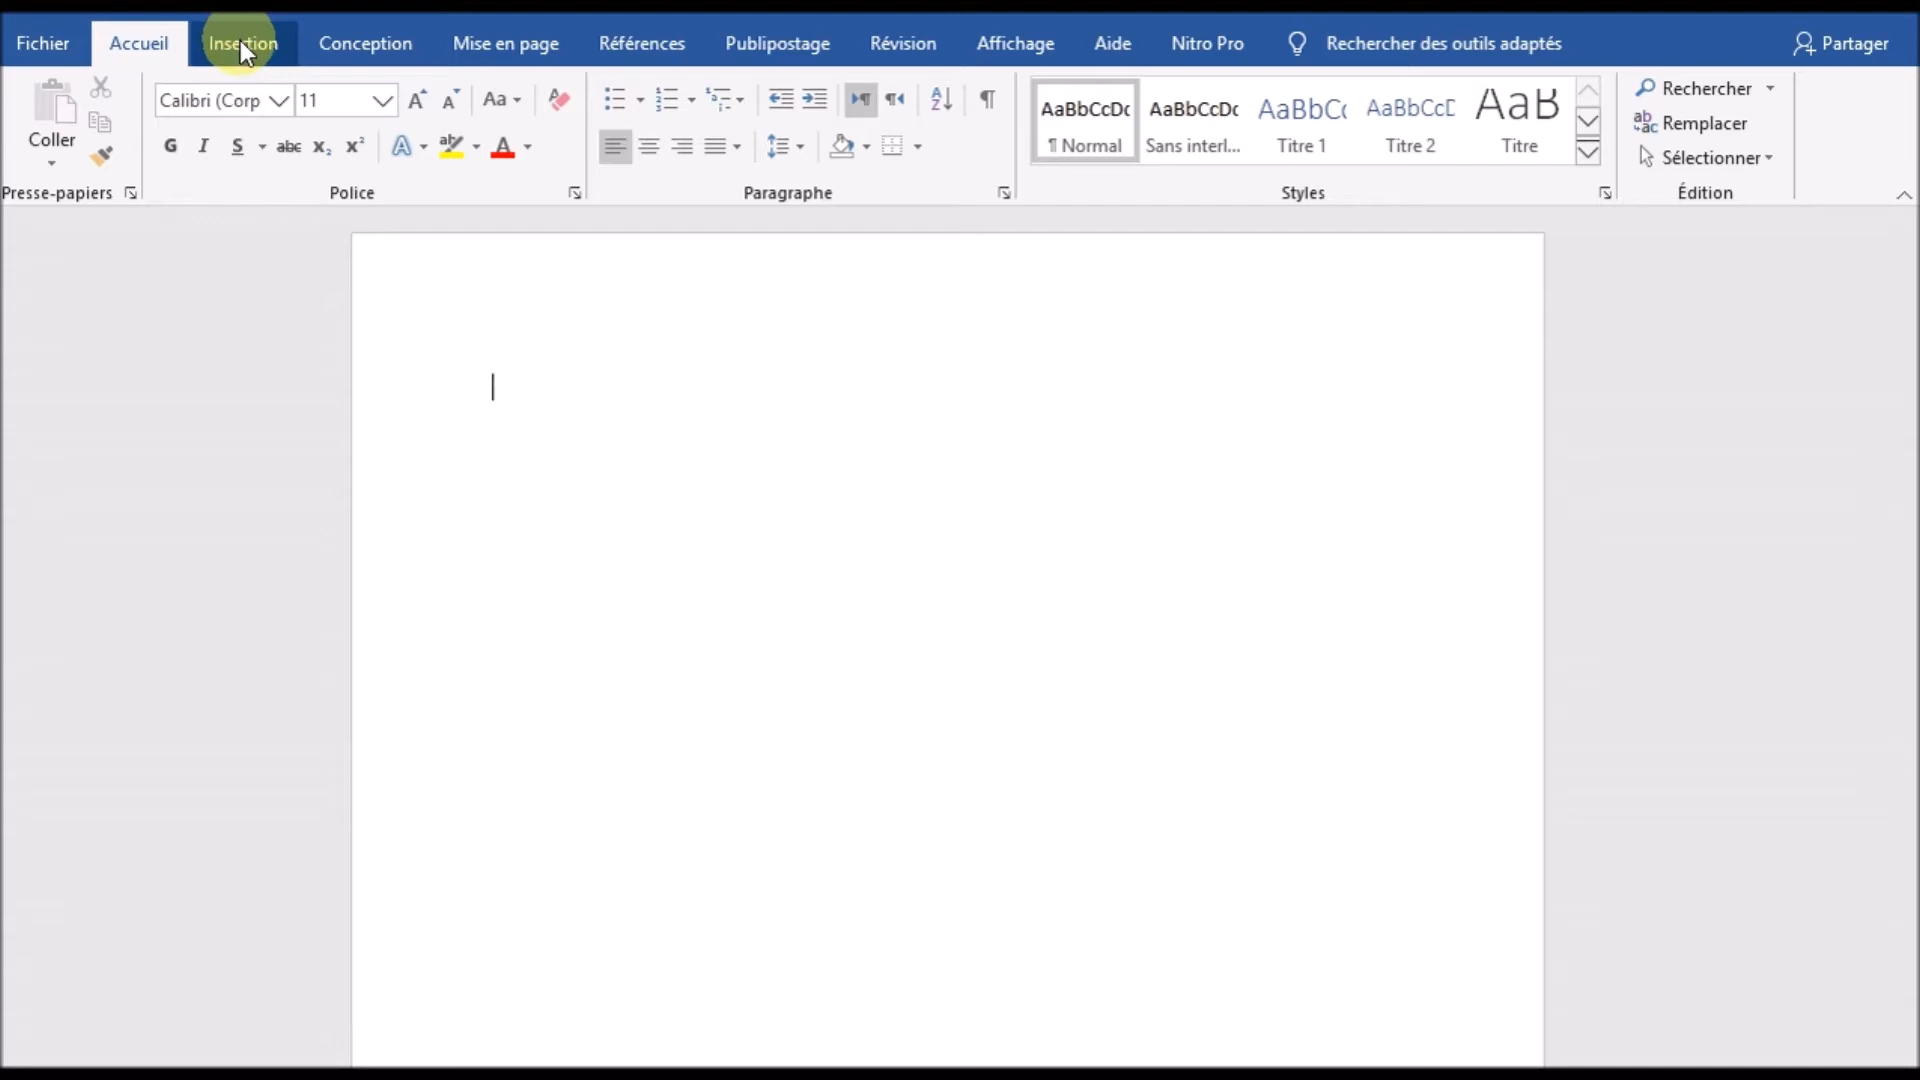 Fichier Accueil Insertion Conception Mise en page Références Publipostage Révision Affichage Aide Nitro Pro Rechercher des outils adaptés Partager
Coller
Calibri (Corp 11 Aa
G I S abc x₂ x²
AaBbCcDc AaBbCcDc AaBbCc AaBbCcD AaB
¶ Normal Sans interl... Titre 1 Titre 2 Titre
Rechercher
Remplacer
Sélectionner
Presse-papiers Police Paragraphe Styles Édition